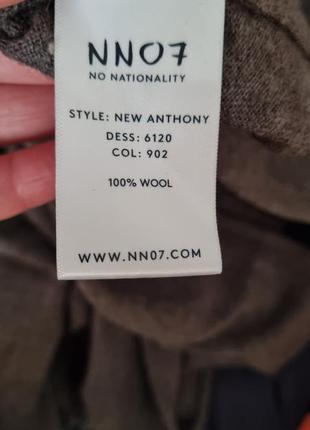 NN07
NO NATIONALITY
STYLE: NEW ANTHONY
DESS: 6120
COL: 902
100% WOOL
WWW.NN07.COM